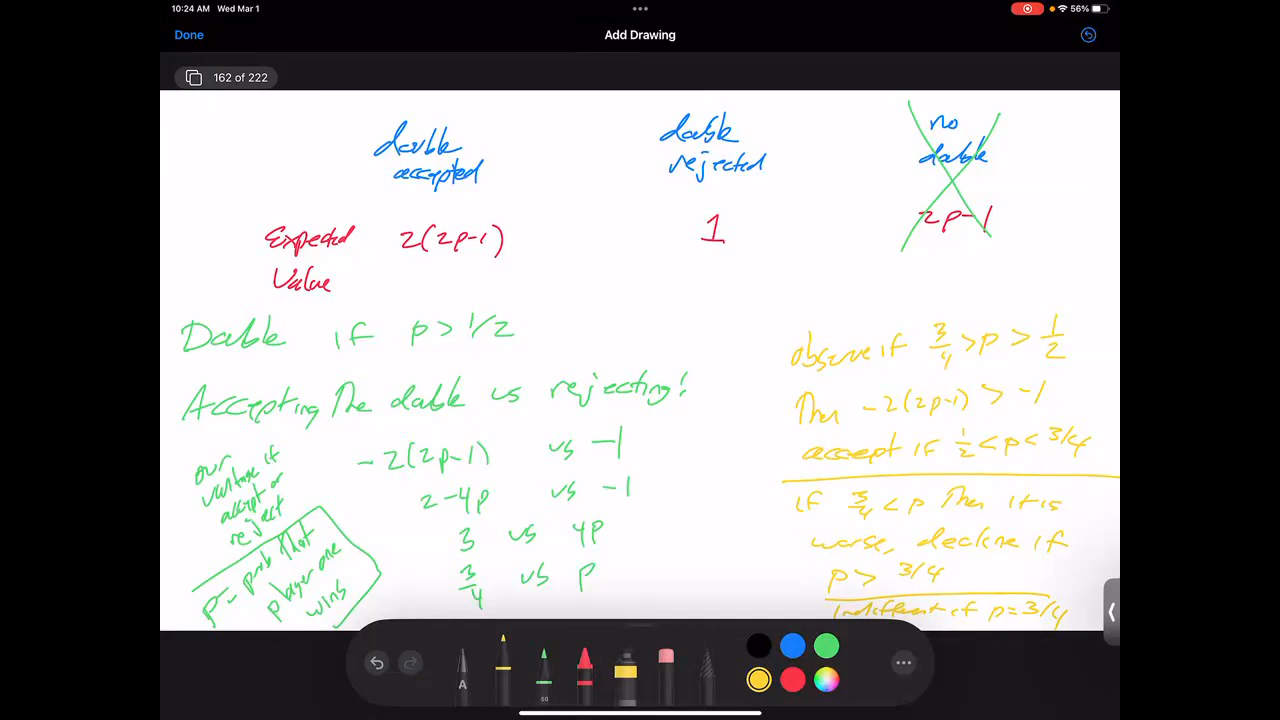 10:24 AM Wed Mar 1
56%
Done
Add Drawing
162 of 222
double accepted
double rejected
no double
Expected Value
2(2p-1)
1
2p-1
Double if p > 1/2
Accepting the double vs rejecting!
our value if accept or reject
-2(2p-1) vs -1
2-4p vs -1
3 vs 4p
3/4 vs p
p = prob that player one wins
observe if 3/4 > p > 1/2
Then -2(2p-1) > -1
accept if 1/2 < p < 3/4
if 3/4 < p Then it is
worse, decline if
p > 3/4
indifferent if p = 3/4
A
50